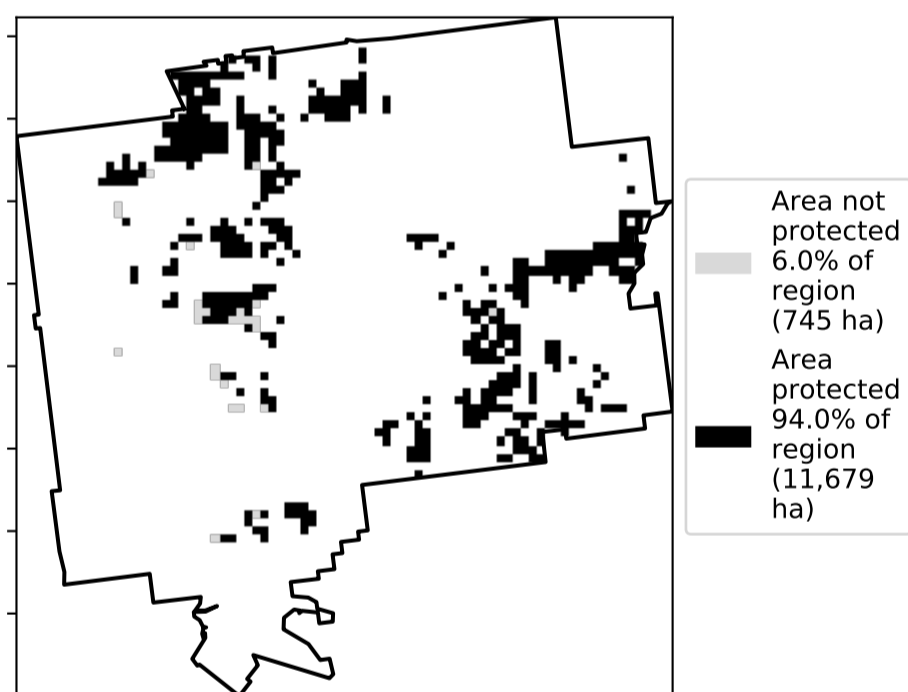 Area not
protected
6.0% of
region
(745 ha)
Area
protected
94.0% of
region
(11,679
ha)